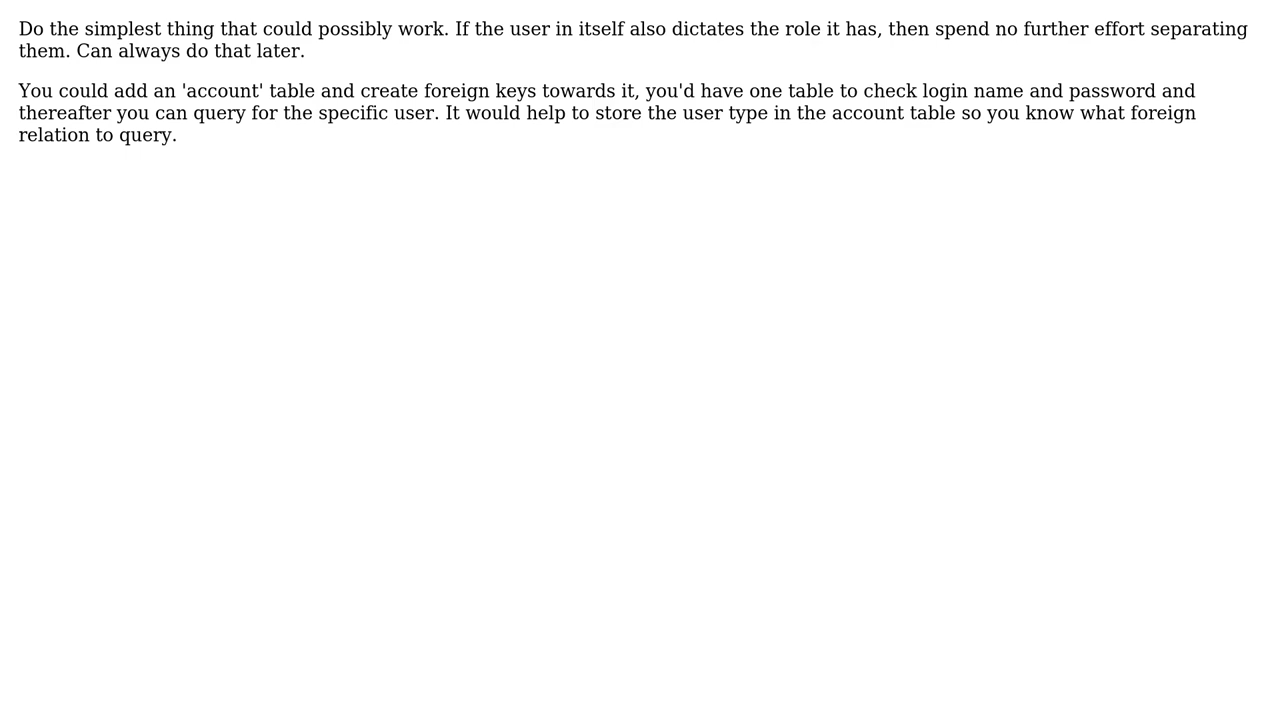 Do the simplest thing that could possibly work. If the user in itself also dictates the role it has, then spend no further effort separating
them. Can always do that later.
You could add an 'account' table and create foreign keys towards it, you'd have one table to check login name and password and
thereafter you can query for the specific user. It would help to store the user type in the account table so you know what foreign
relation to query.